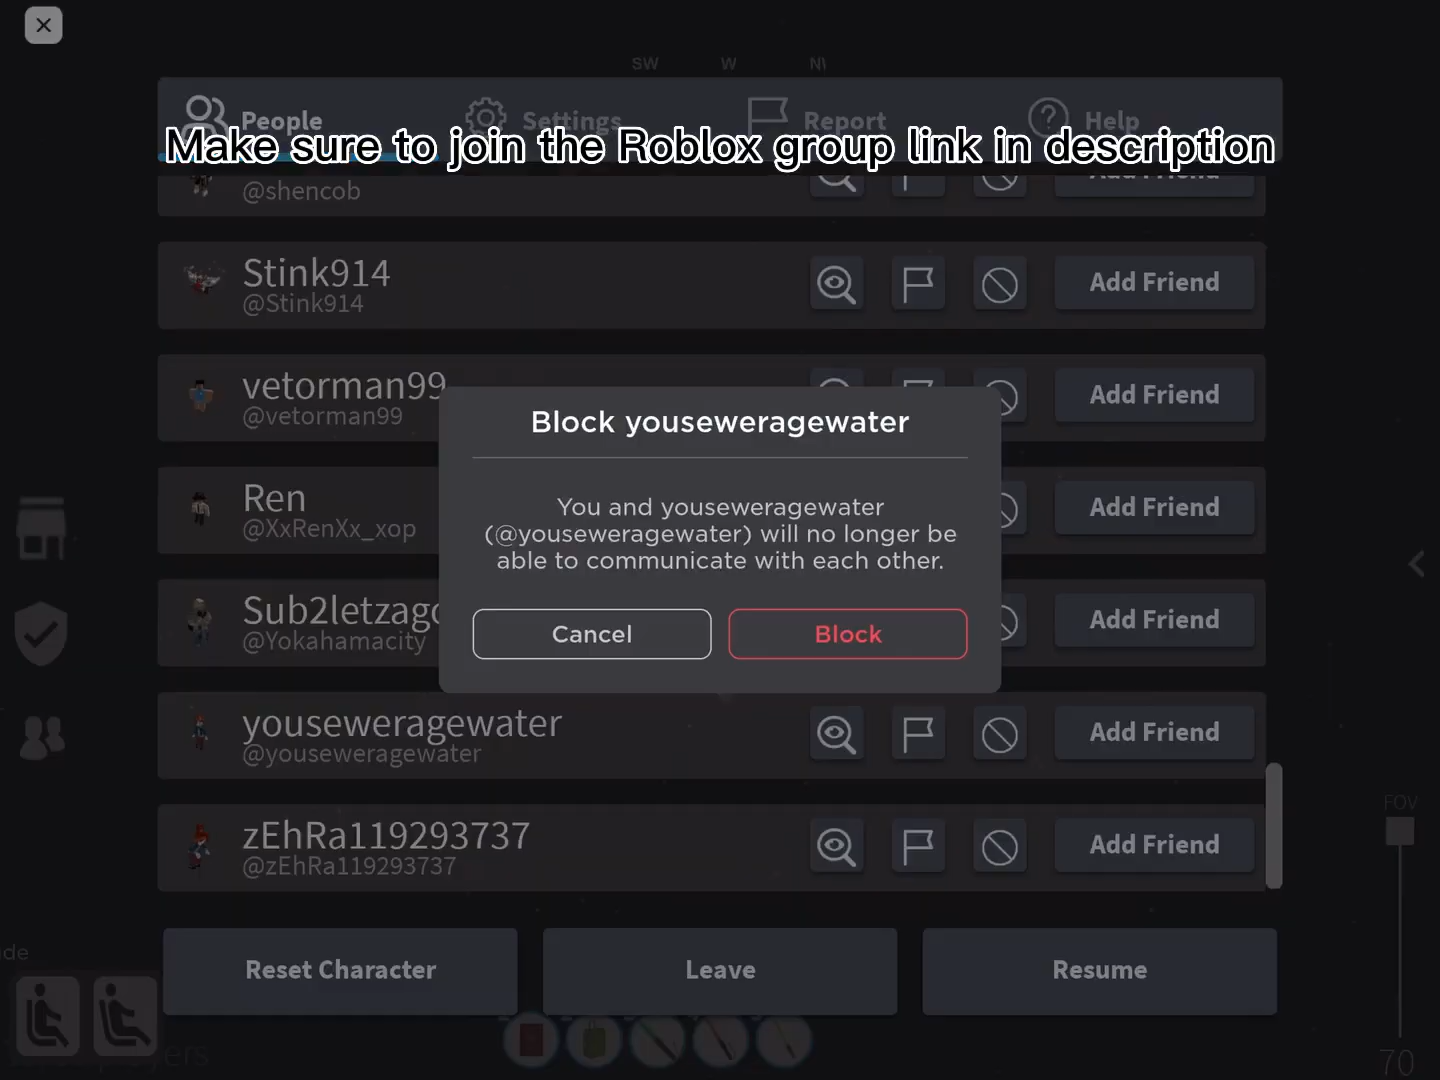 SW W
People Settings Report Help
Make sure to join the Roblox group link in description
@shencob
Add Friend
Stink914
@Stink914
Add Friend
vetorman99
@vetorman99
Add Friend
Block youseweragewater
Ren
@XxRenXx_xop
Add Friend
You and youseweragewater
(@youseweragewater) will no longer be
able to communicate with each other.
Sub2letzago
@Yokahamacity
Add Friend
Cancel Block
youseweragewater
@youseweragewater
Add Friend
FOV
zEhRa119293737
@zEhRa119293737
Add Friend
Reset Character Leave Resume
70